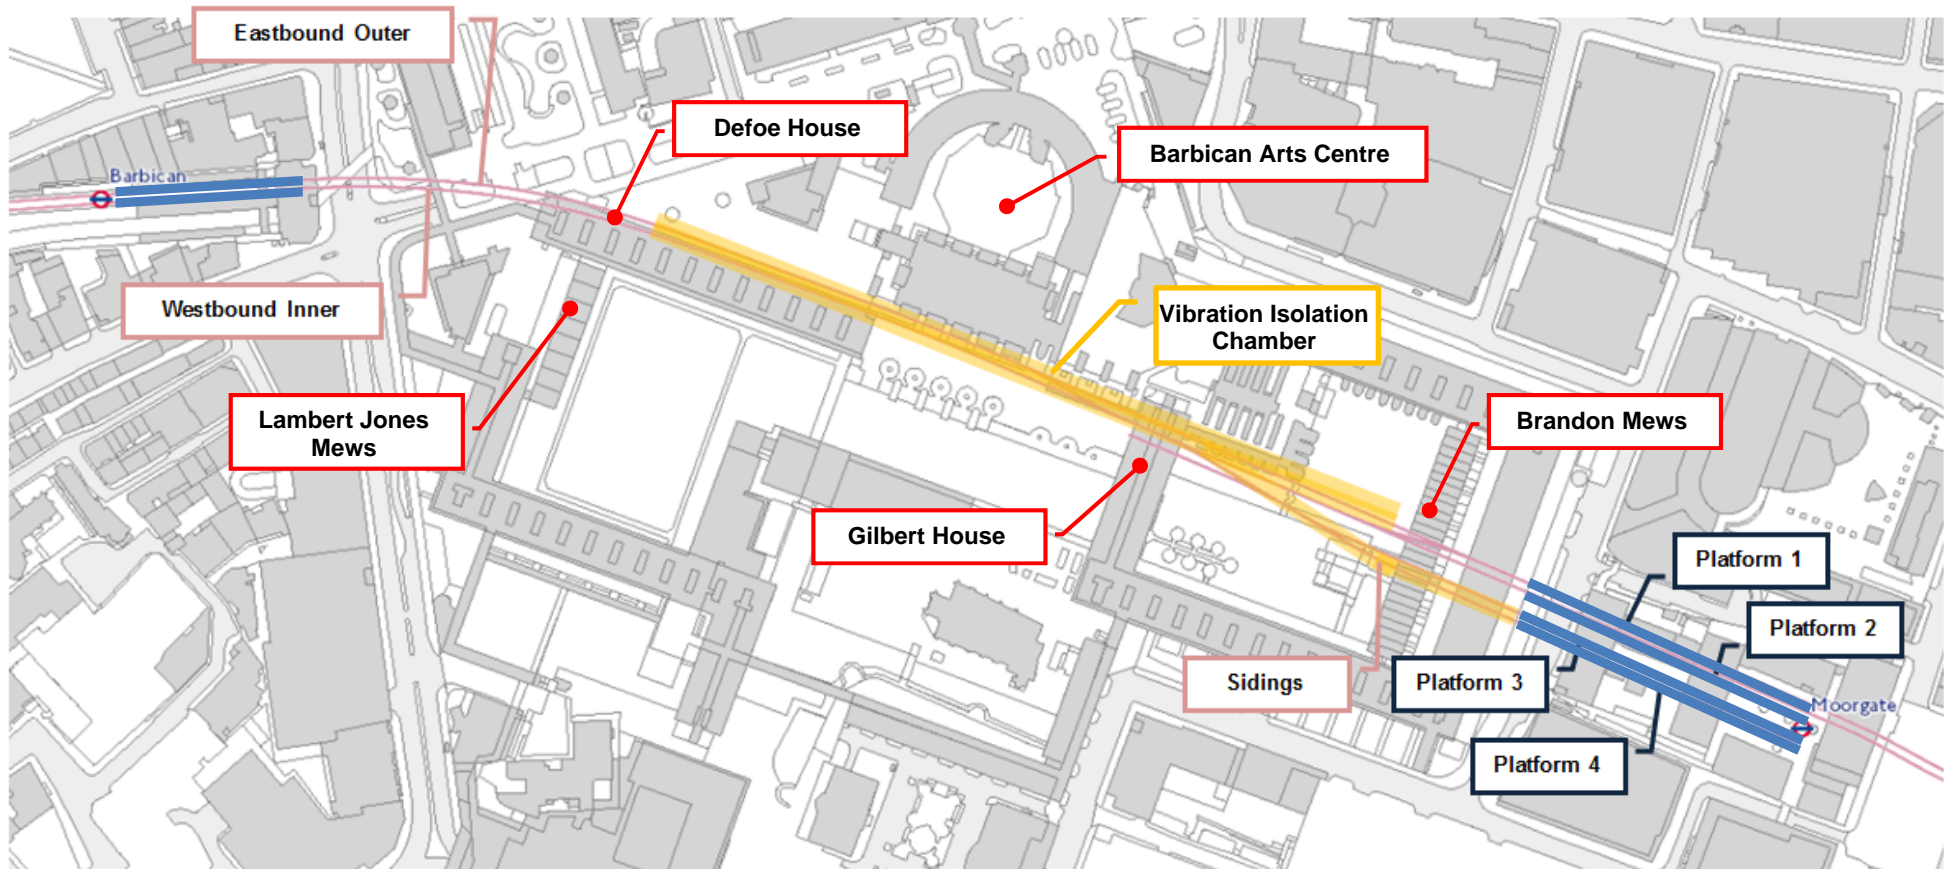 Eastbound Outer
Defoe House
Barbican Arts Centre
Barbican
Westbound Inner
Vibration Isolation
Chamber
Lambert Jones
Mews
Brandon Mews
Gilbert House
Platform 1
Platform 2
Sidings
Platform 3
Moorgate
Platform 4